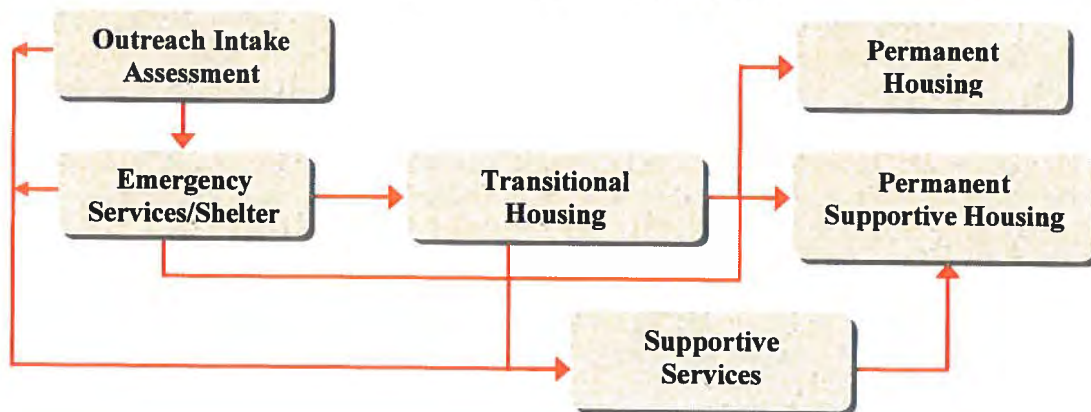 Outreach Intake
Assessment
Permanent
Housing
Emergency
Services/Shelter
Transitional
Housing
Permanent
Supportive Housing
Supportive
Services